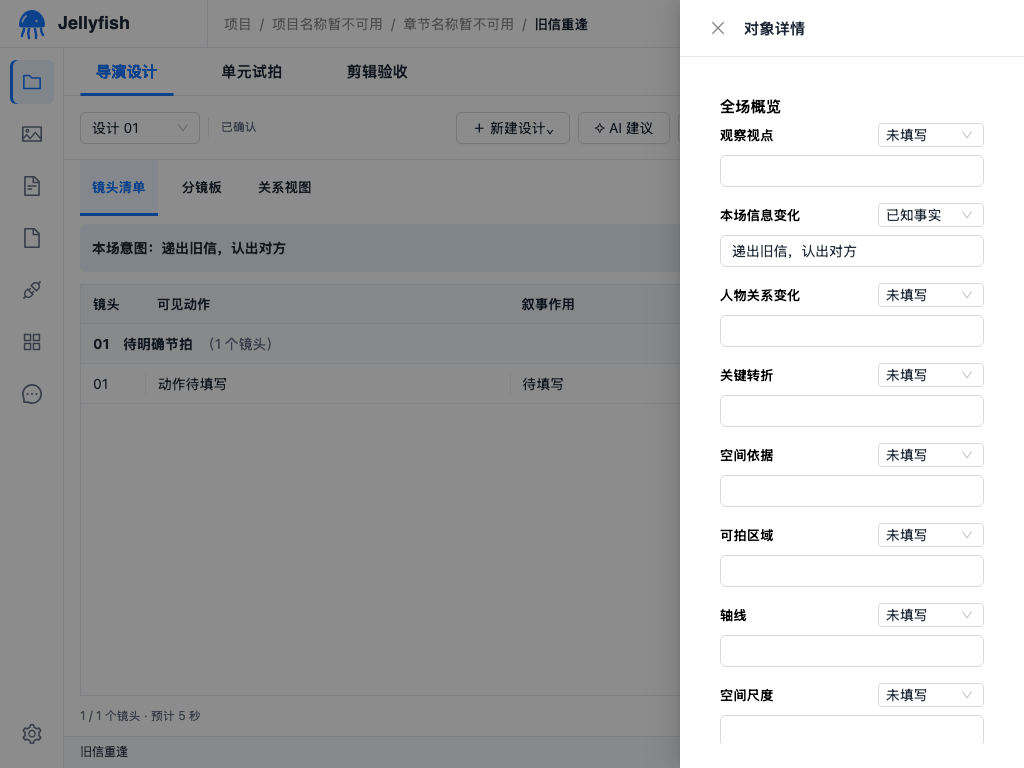 Jellyfish
项目 / 项目名称暂不可用 / 章节名称暂不可用 / 旧信重逢
导演设计 单元试拍 剪辑验收
设计 01 已确认 + 新建设计 AI 建议
镜头清单 分镜板 关系视图
本场意图：递出旧信，认出对方
镜头 可见动作 叙事作用
01 待明确节拍 （1 个镜头）
01 动作待填写 待填写
1 / 1 个镜头 · 预计 5 秒
旧信重逢
对象详情
全场概览
观察视点 未填写
本场信息变化 已知事实
递出旧信，认出对方
人物关系变化 未填写
关键转折 未填写
空间依据 未填写
可拍区域 未填写
轴线 未填写
空间尺度 未填写